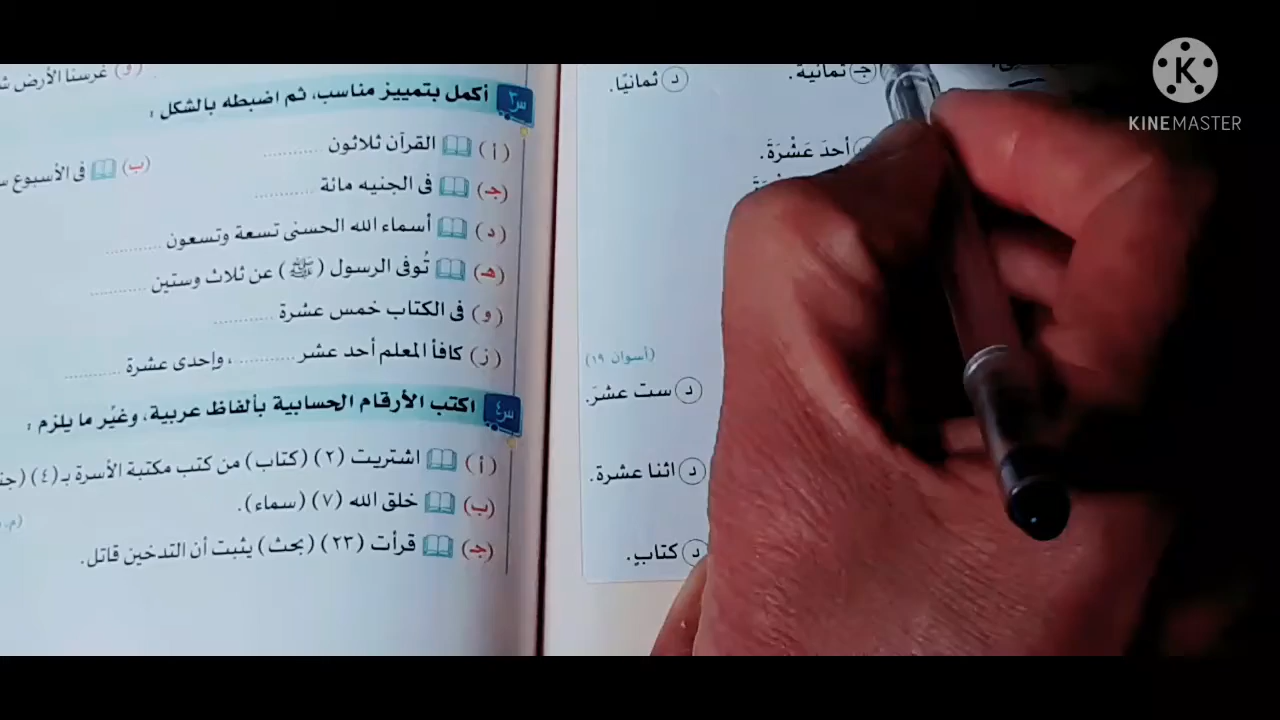 KINEMASTER
جـ ثمانية.
د ثمانيًا.
أحدَ عَشْرَةَ.
(أسوان ١٩)
د ست عشرَ.
د اثنا عشرة.
د كتابٍ.
(و) غرسنا الأرض
س٣ أكمل بتمييز مناسب، ثم اضبطه بالشكل :
(أ) القرآن ثلاثون ...........
(ب) فى الأسبوع
(جـ) فى الجنيه مائة ...........
(د) أسماء الله الحسنى تسعة وتسعون ...........
(هـ) تُوفى الرسول (ﷺ) عن ثلاث وستين ...........
(و) فى الكتاب خمس عشرة ...........
(ز) كافأ المعلم أحد عشر ...........، وإحدى عشرة ...........
س٤ اكتب الأرقام الحسابية بألفاظ عربية، وغيِّر ما يلزم :
(أ) اشتريت (٢) (كتاب) من كتب مكتبة الأسرة بـ(٤)
(ب) خلق الله (٧) (سماء).
(جـ) قرأت (٢٣) (بحث) يثبت أن التدخين قاتل.